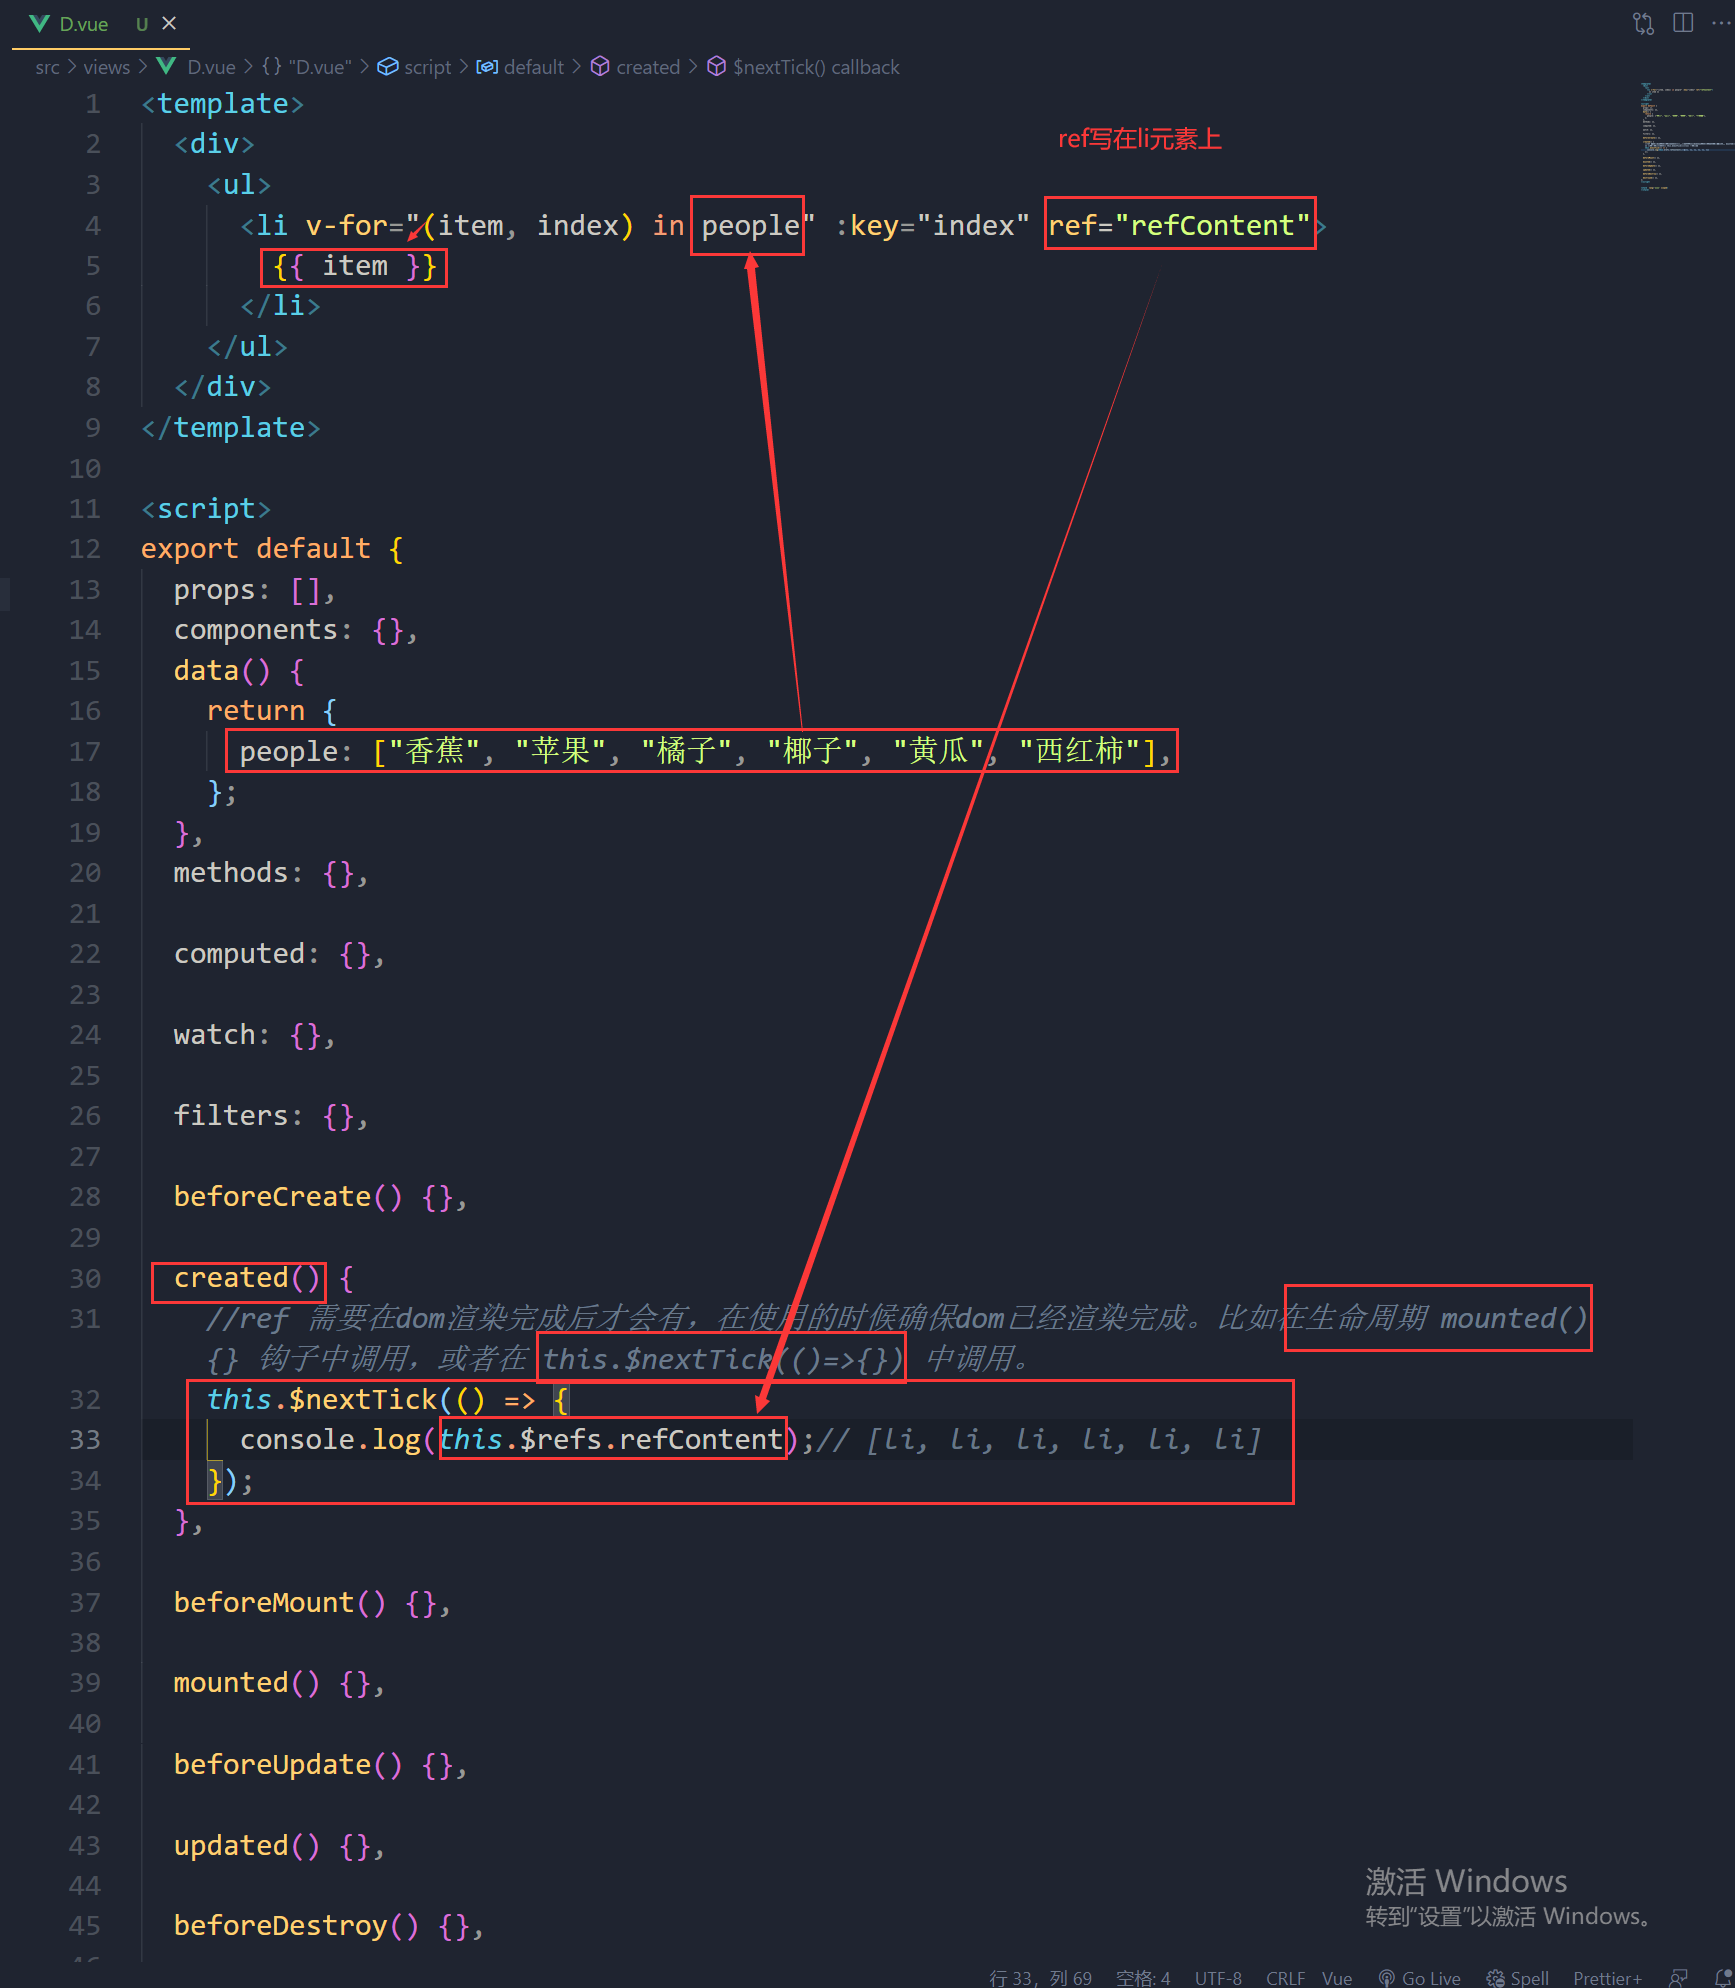 D.vue U
src > views > D.vue > {} "D.vue" > script > default > created > $nextTick() callback
1 <template>
ref写在li元素上
2 <div>
3 <ul>
4 <li v-for="(item, index) in people" :key="index" ref="refContent">
5 {{ item }}
6 </li>
7 </ul>
8 </div>
9 </template>
10
11 <script>
12 export default {
13 props: [],
14 components: {},
15 data() {
16 return {
17 people: ["香蕉", "苹果", "橘子", "椰子", "黄瓜", "西红柿"],
18 };
19 },
20 methods: {},
21
22 computed: {},
23
24 watch: {},
25
26 filters: {},
27
28 beforeCreate() {},
29
30 created() {
31 //ref 需要在dom渲染完成后才会有，在使用的时候确保dom已经渲染完成。比如在生命周期 mounted()
{} 钩子中调用，或者在 this.$nextTick(()=>{}) 中调用。
32 this.$nextTick(() => {
33 console.log(this.$refs.refContent);// [li, li, li, li, li, li]
34 });
35 },
36
37 beforeMount() {},
38
39 mounted() {},
40
41 beforeUpdate() {},
42
43 updated() {},
44
45 beforeDestroy() {},
激活 Windows
转到"设置"以激活 Windows。
行 33，列 69 空格: 4 UTF-8 CRLF Vue Go Live Spell Prettier+